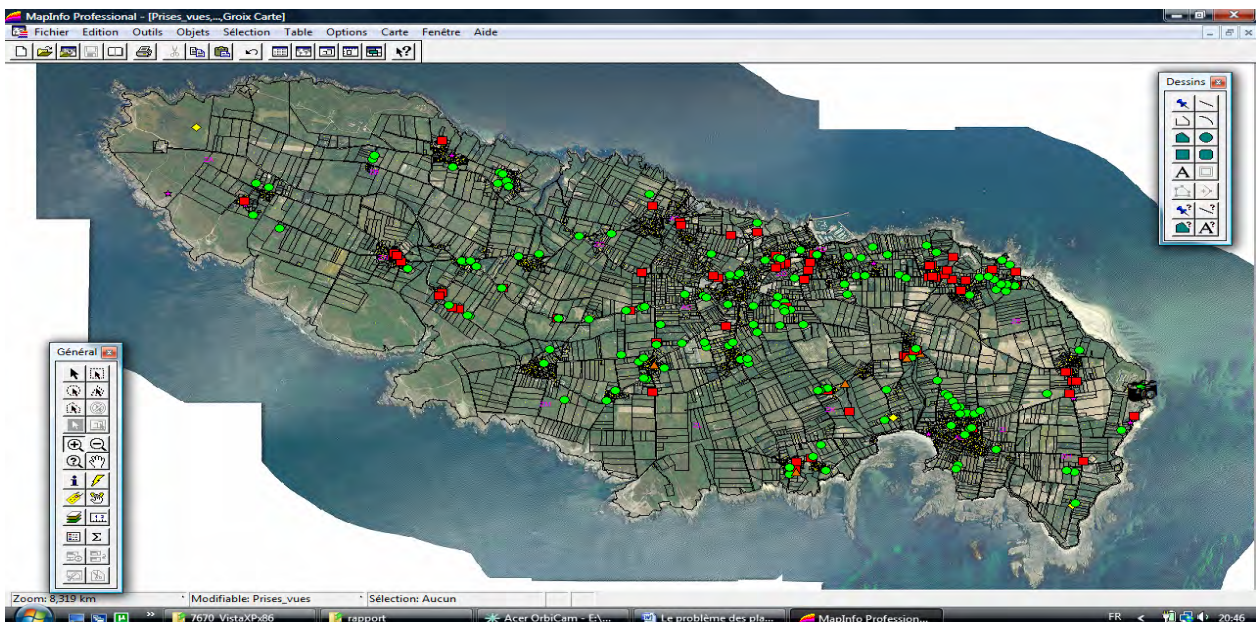 MapInfo Professional - [Prises_vues,...,Groix Carte]
Fichier Edition Outils Objets Sélection Table Options Carte Fenêtre Aide
Dessins
Général
Zoom: 8,319 km Modifiable: Prises_vues Sélection: Aucun
7670_VistaXPx86 rapport Acer OrbiCam - E:\... Le problème des pla... MapInfo Profession... FR 20:46